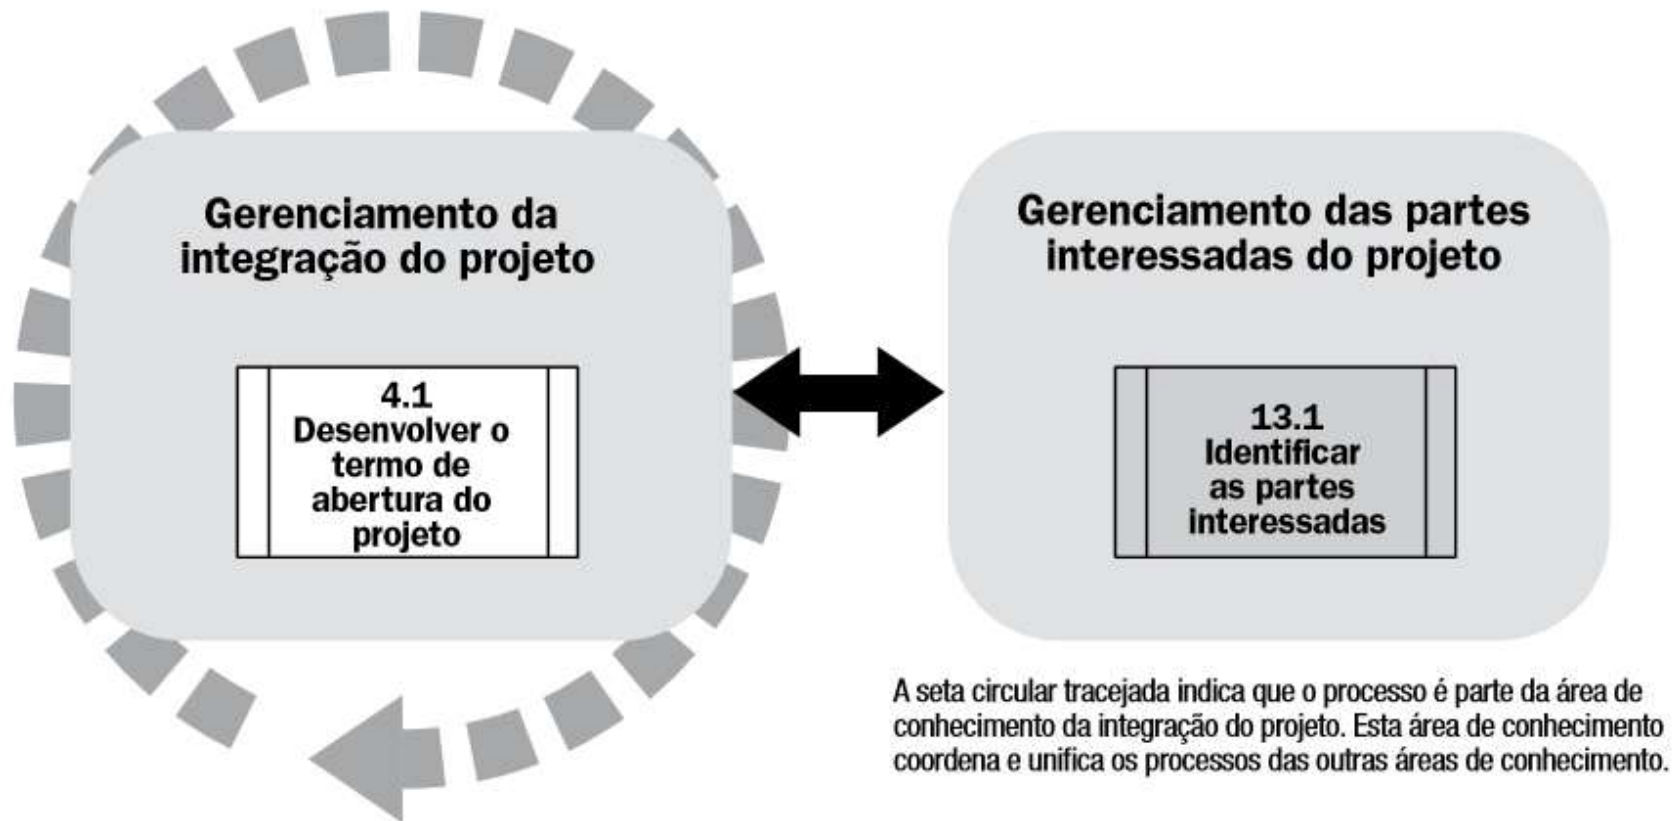 Gerenciamento da
integração do projeto
4.1
Desenvolver o
termo de
abertura do
projeto
Gerenciamento das partes
interessadas do projeto
13.1
Identificar
as partes
interessadas
A seta circular tracejada indica que o processo é parte da área de
conhecimento da integração do projeto. Esta área de conhecimento
coordena e unifica os processos das outras áreas de conhecimento.